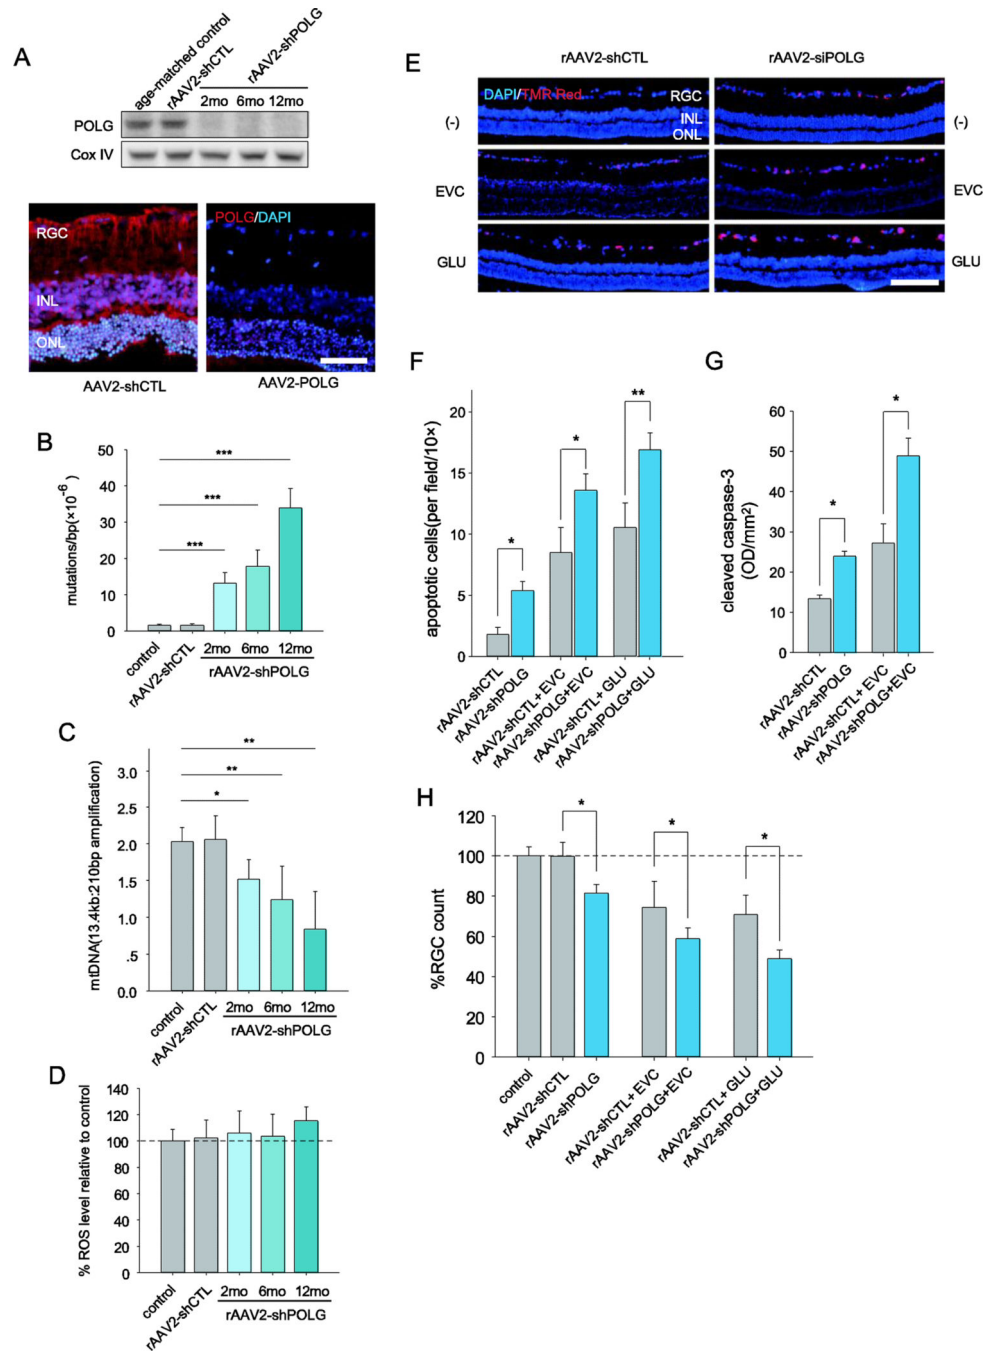 A
age-matched control
rAAV2-shCTL
rAAV2-shPOLG
2mo 6mo 12mo
POLG
Cox IV
RGC
INL
ONL
POLG/DAPI
AAV2-shCTL
AAV2-POLG
B
mutations/bp(×10-6)
50
40
30
20
10
0
***
***
***
control
rAAV2-shCTL
2mo 6mo 12mo
rAAV2-shPOLG
C
mtDNA(13.4kb:210bp amplification)
3.0
2.5
2.0
1.5
1.0
.5
0.0
**
**
*
control
rAAV2-shCTL
2mo 6mo 12mo
rAAV2-shPOLG
D
% ROS level relative to control
140
120
100
80
60
40
20
0
control
rAAV2-shCTL
2mo 6mo 12mo
rAAV2-shPOLG
E
rAAV2-shCTL
rAAV2-siPOLG
DAPI/TMR Red
RGC
INL
ONL
(-)
(-)
EVC
EVC
GLU
GLU
F
apoptotic cells(per field/10×)
20
15
10
5
0
*
*
**
rAAV2-shCTL
rAAV2-shPOLG
rAAV2-shCTL+ EVC
rAAV2-shPOLG+EVC
rAAV2-shCTL + GLU
rAAV2-shPOLG+GLU
G
cleaved caspase-3
(OD/mm2)
60
50
40
30
20
10
0
*
*
rAAV2-shCTL
rAAV2-shPOLG
rAAV2-shCTL + EVC
rAAV2-shPOLG+EVC
H
%RGC count
120
100
80
60
40
20
0
*
*
*
control
rAAV2-shCTL
rAAV2-shPOLG
rAAV2-shCTL+ EVC
rAAV2-shPOLG+EVC
rAAV2-shCTL + GLU
rAAV2-shPOLG+GLU